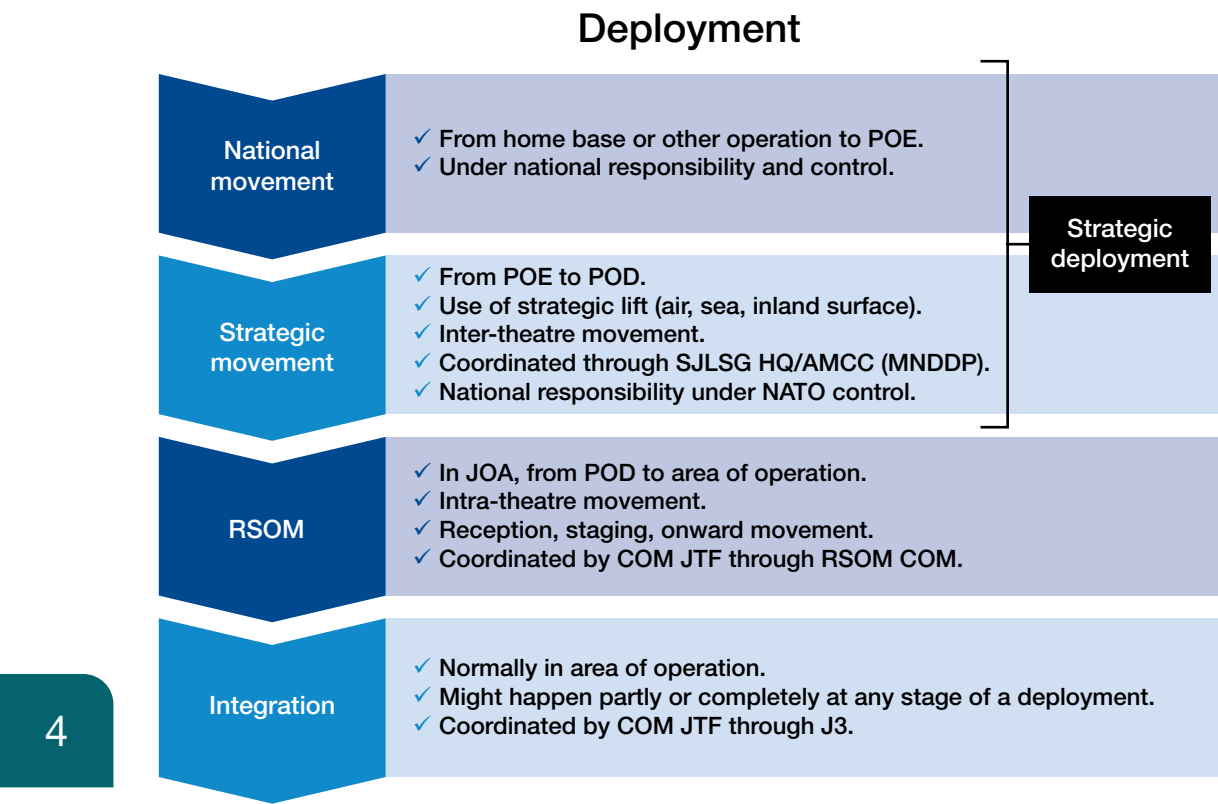 Deployment
National
movement
✓ From home base or other operation to POE.
✓ Under national responsibility and control.
Strategic
movement
✓ From POE to POD.
✓ Use of strategic lift (air, sea, inland surface).
✓ Inter-theatre movement.
✓ Coordinated through SJLSG HQ/AMCC (MNDDP).
✓ National responsibility under NATO control.
Strategic
deployment
RSOM
✓ In JOA, from POD to area of operation.
✓ Intra-theatre movement.
✓ Reception, staging, onward movement.
✓ Coordinated by COM JTF through RSOM COM.
Integration
✓ Normally in area of operation.
✓ Might happen partly or completely at any stage of a deployment.
✓ Coordinated by COM JTF through J3.
4